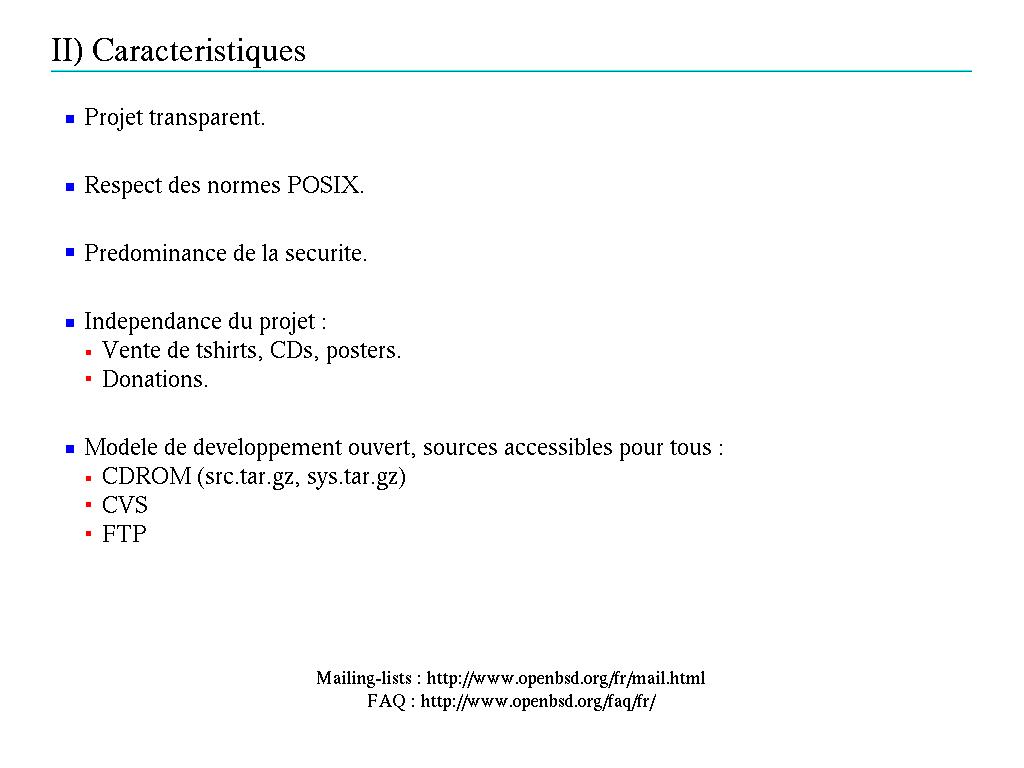 II) Caracteristiques
Projet transparent.
Respect des normes POSIX.
Predominance de la securite.
Independance du projet :
Vente de tshirts, CDs, posters.
Donations.
Modele de developpement ouvert, sources accessibles pour tous :
CDROM (src.tar.gz, sys.tar.gz)
CVS
FTP
Mailing-lists : http://www.openbsd.org/fr/mail.html
FAQ : http://www.openbsd.org/faq/fr/